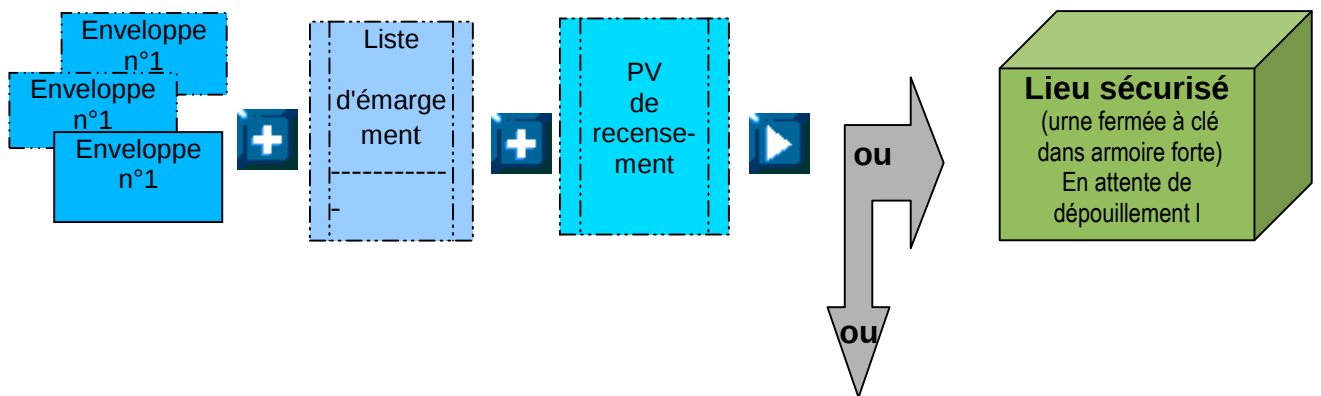 Enveloppe
n°1
Enveloppe
n°1
Enveloppe
n°1
Liste
d'émarge
ment
------------
-
PV
de
recense-
ment
ou
ou
Lieu sécurisé
(urne fermée à clé
dans armoire forte)
En attente de
dépouillement l